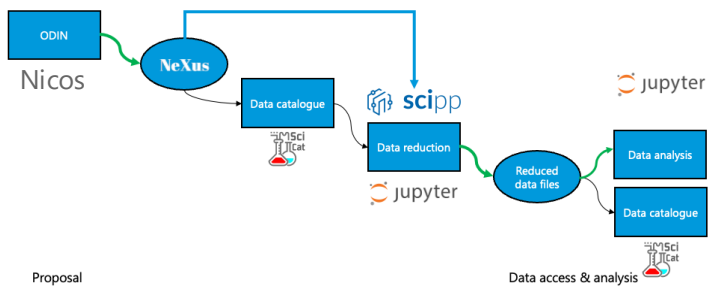 ODIN
Nicos
NeXus
Data catalogue
SciCat
scipp
Data reduction
jupyter
Reduced
data files
jupyter
Data analysis
Data catalogue
SciCat
Proposal
Data access & analysis